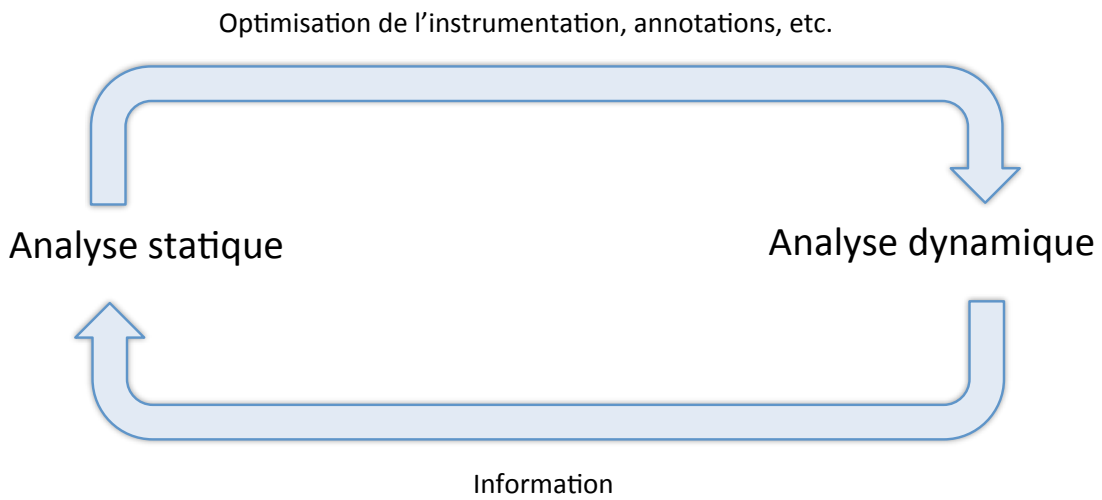 Optimisation de l'instrumentation, annotations, etc.
Analyse statique
Analyse dynamique
Information